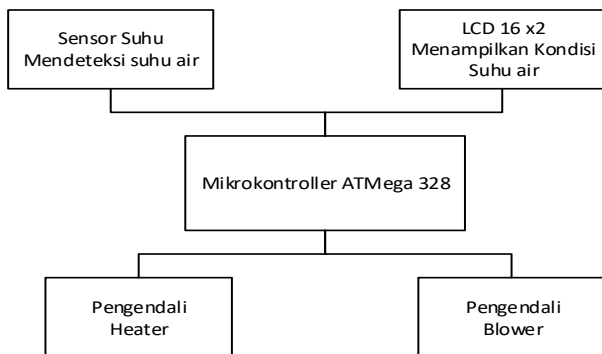 Sensor Suhu
Mendeteksi suhu air
LCD 16 x2
Menampilkan Kondisi
Suhu air
Mikrokontroller ATMega 328
Pengendali
Heater
Pengendali
Blower